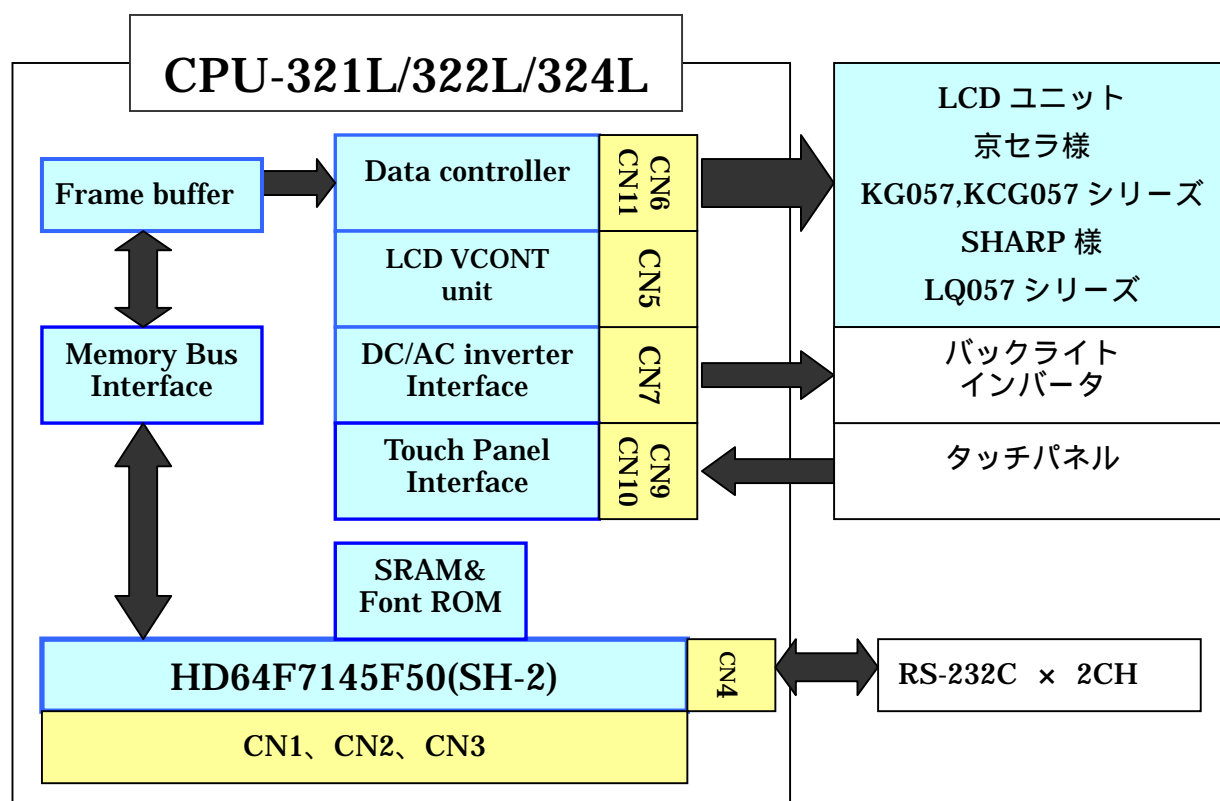 CPU-321L/322L/324L
Frame buffer
Data controller
CN6
CN11
LCD ユニット
京セラ様
KG057,KCG057 シリーズ
SHARP 様
LQ057 シリーズ
LCD VCONT
unit
CN5
Memory Bus
Interface
DC/AC inverter
Interface
CN7
バックライト
インバータ
Touch Panel
Interface
CN9
CN10
タッチパネル
SRAM&
Font ROM
HD64F7145F50(SH-2)
CN4
RS-232C × 2CH
CN1、CN2、CN3